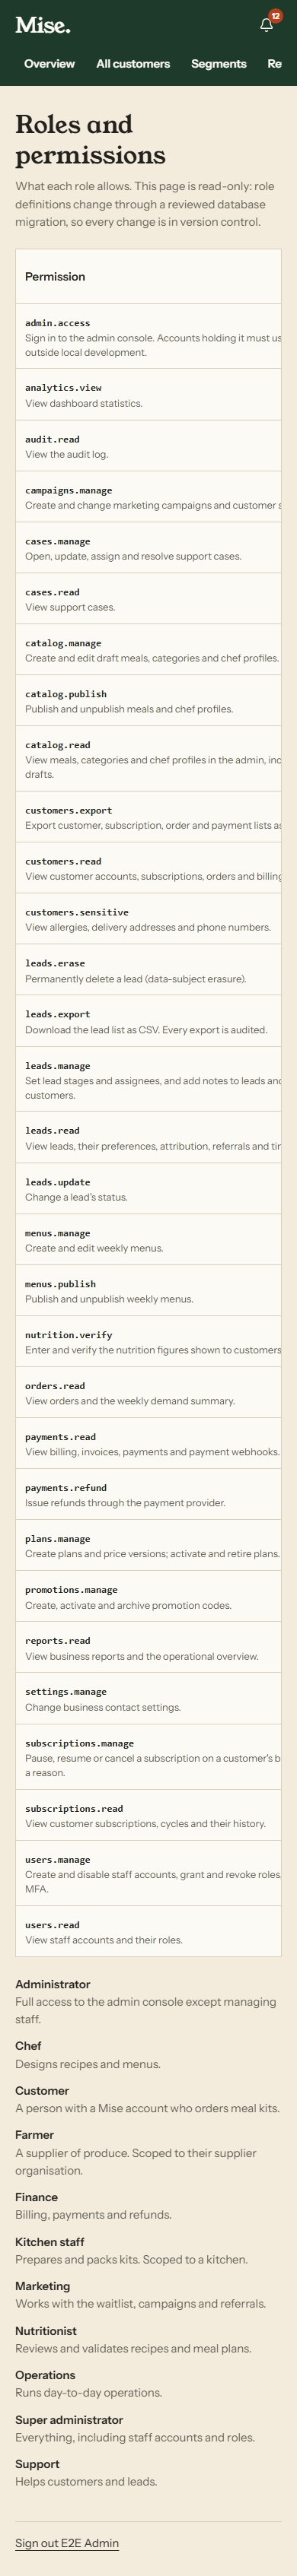 Mise.
12
Overview All customers Segments Re
Roles and
permissions
What each role allows. This page is read-only: role
definitions change through a reviewed database
migration, so every change is in version control.
Permission
admin.access
Sign in to the admin console. Accounts holding it must us
outside local development.
analytics.view
View dashboard statistics.
audit.read
View the audit log.
campaigns.manage
Create and change marketing campaigns and customer s
cases.manage
Open, update, assign and resolve support cases.
cases.read
View support cases.
catalog.manage
Create and edit draft meals, categories and chef profiles.
catalog.publish
Publish and unpublish meals and chef profiles.
catalog.read
View meals, categories and chef profiles in the admin, inc
drafts.
customers.export
Export customer, subscription, order and payment lists as
customers.read
View customer accounts, subscriptions, orders and billing
customers.sensitive
View allergies, delivery addresses and phone numbers.
leads.erase
Permanently delete a lead (data-subject erasure).
leads.export
Download the lead list as CSV. Every export is audited.
leads.manage
Set lead stages and assignees, and add notes to leads and
customers.
leads.read
View leads, their preferences, attribution, referrals and tir
leads.update
Change a lead's status.
menus.manage
Create and edit weekly menus.
menus.publish
Publish and unpublish weekly menus.
nutrition.verify
Enter and verify the nutrition figures shown to customers
orders.read
View orders and the weekly demand summary.
payments.read
View billing, invoices, payments and payment webhooks.
payments.refund
Issue refunds through the payment provider.
plans.manage
Create plans and price versions; activate and retire plans.
promotions.manage
Create, activate and archive promotion codes.
reports.read
View business reports and the operational overview.
settings.manage
Change business contact settings.
subscriptions.manage
Pause, resume or cancel a subscription on a customer's b
a reason.
subscriptions.read
View customer subscriptions, cycles and their history.
users.manage
Create and disable staff accounts, grant and revoke roles,
MFA.
users.read
View staff accounts and their roles.
Administrator
Full access to the admin console except managing
staff.
Chef
Designs recipes and menus.
Customer
A person with a Mise account who orders meal kits.
Farmer
A supplier of produce. Scoped to their supplier
organisation.
Finance
Billing, payments and refunds.
Kitchen staff
Prepares and packs kits. Scoped to a kitchen.
Marketing
Works with the waitlist, campaigns and referrals.
Nutritionist
Reviews and validates recipes and meal plans.
Operations
Runs day-to-day operations.
Super administrator
Everything, including staff accounts and roles.
Support
Helps customers and leads.
Sign out E2E Admin